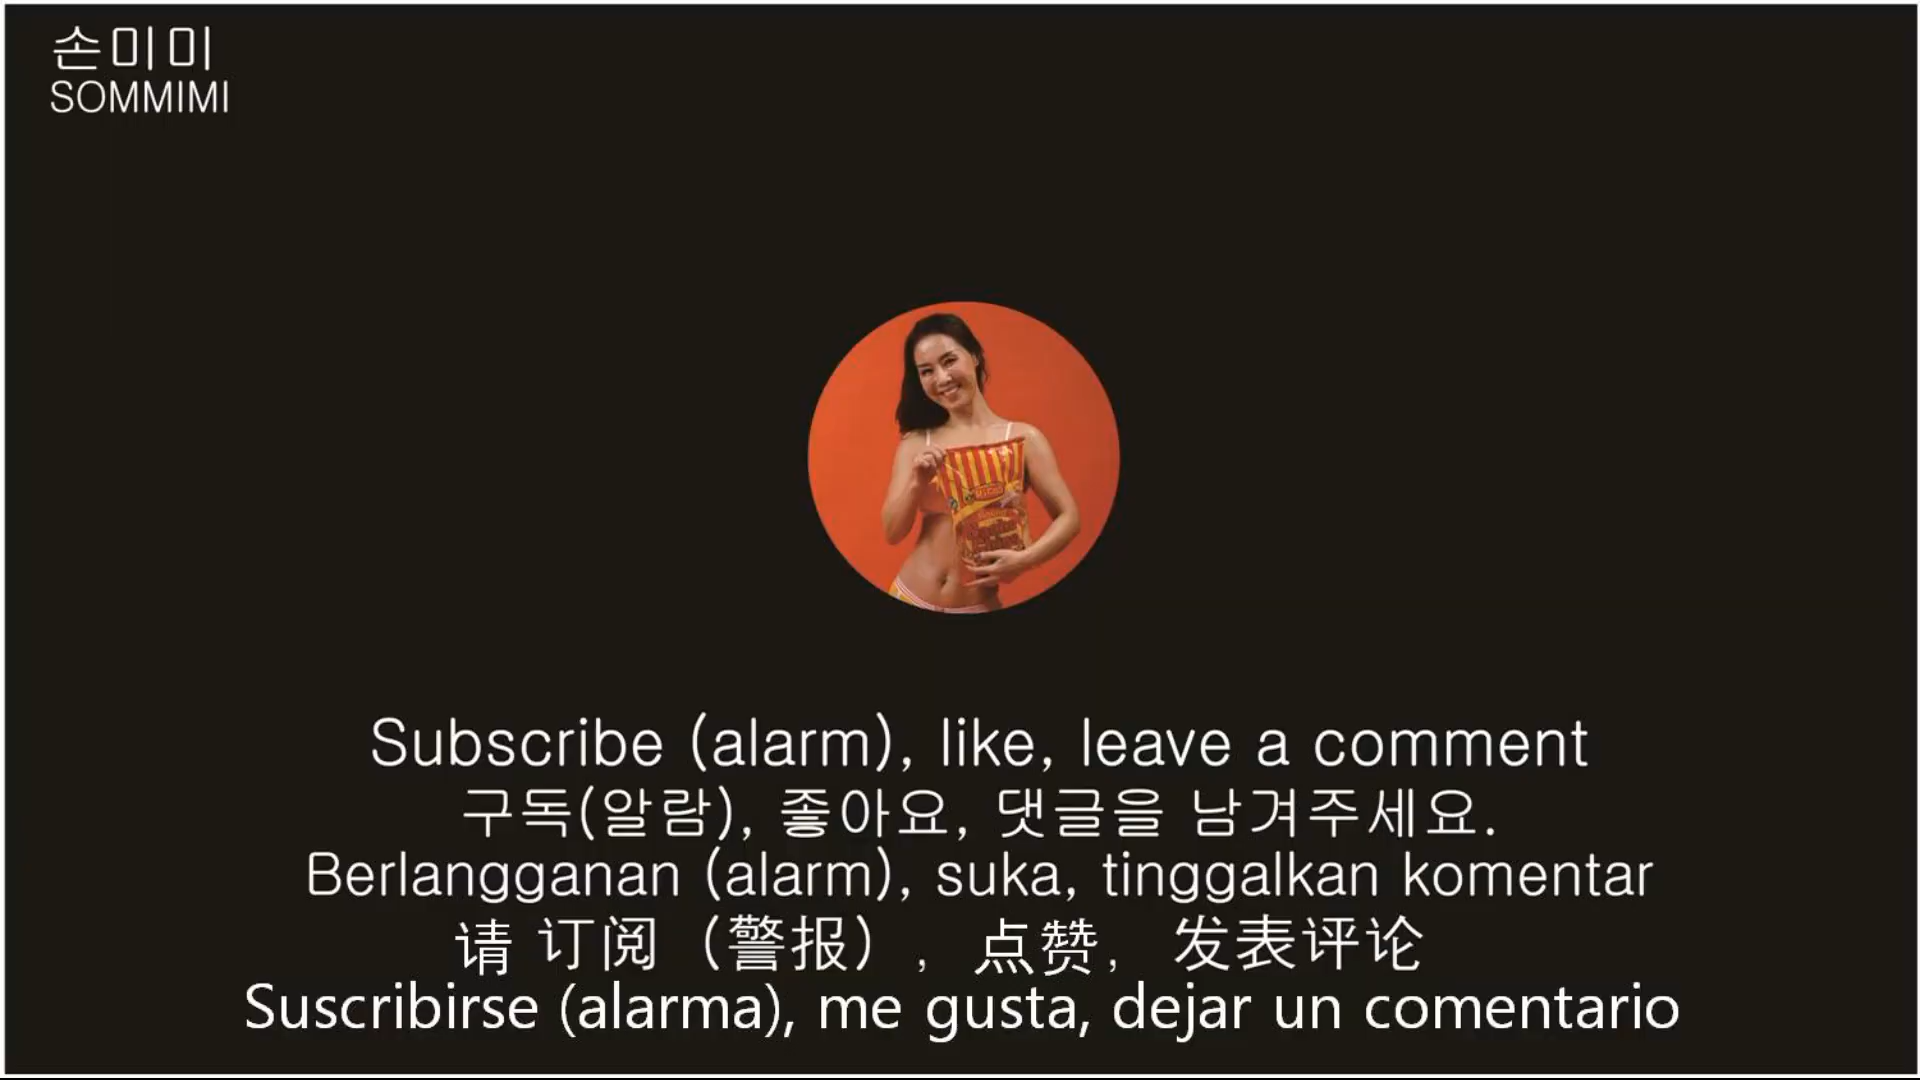 손미미
SOMMIMI
Subscribe (alarm), like, leave a comment
구독(알람), 좋아요, 댓글을 남겨주세요.
Berlangganan (alarm), suka, tinggalkan komentar
请 订阅（警报）, 点赞, 发表评论
Suscribirse (alarma), me gusta, dejar un comentario